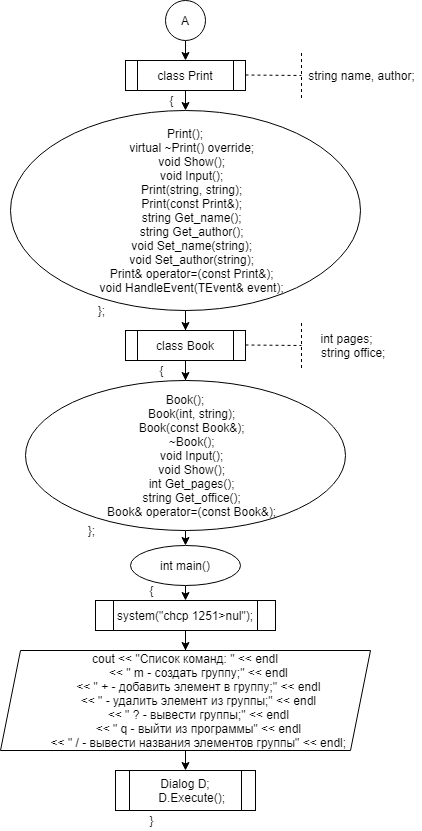 A
class Print
string name, author;
{
Print();
virtual ~Print() override;
void Show();
void Input();
Print(string, string);
Print(const Print&);
string Get_name();
string Get_author();
void Set_name(string);
void Set_author(string);
Print& operator=(const Print&);
void HandleEvent(TEvent& event);
};
class Book
int pages;
string office;
{
Book();
Book(int, string);
Book(const Book&);
~Book();
void Input();
void Show();
int Get_pages();
string Get_office();
Book& operator=(const Book&);
};
int main()
{
system("chcp 1251>nul");
cout << "Список команд: " << endl
<< " m - создать группу;" << endl
<< " + - добавить элемент в группу;" << endl
<< " - удалить элемент из группы;" << endl
<< " ? - вывести группы;" << endl
<< " q - выйти из программы" << endl
<< " / - вывести названия элементов группы" << endl;
Dialog D;
D.Execute();
}